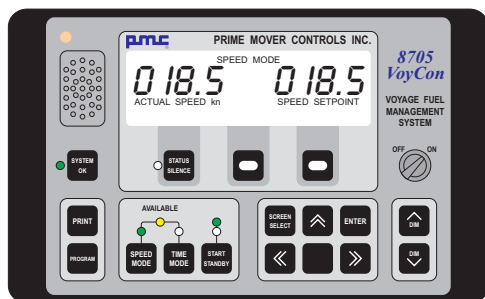 pmc PRIME MOVER CONTROLS INC.
SPEED MODE
018.5 018.5
ACTUAL SPEED kn SPEED SETPOINT
8705
VoyCon
VOYAGE FUEL
MANAGEMENT
SYSTEM
OFF ON
SYSTEM
OK
STATUS
SILENCE
PRINT
PROGRAM
AVAILABLE
SPEED
MODE
TIME
MODE
START
STANDBY
SCREEN
SELECT
ENTER
DIM
DIM